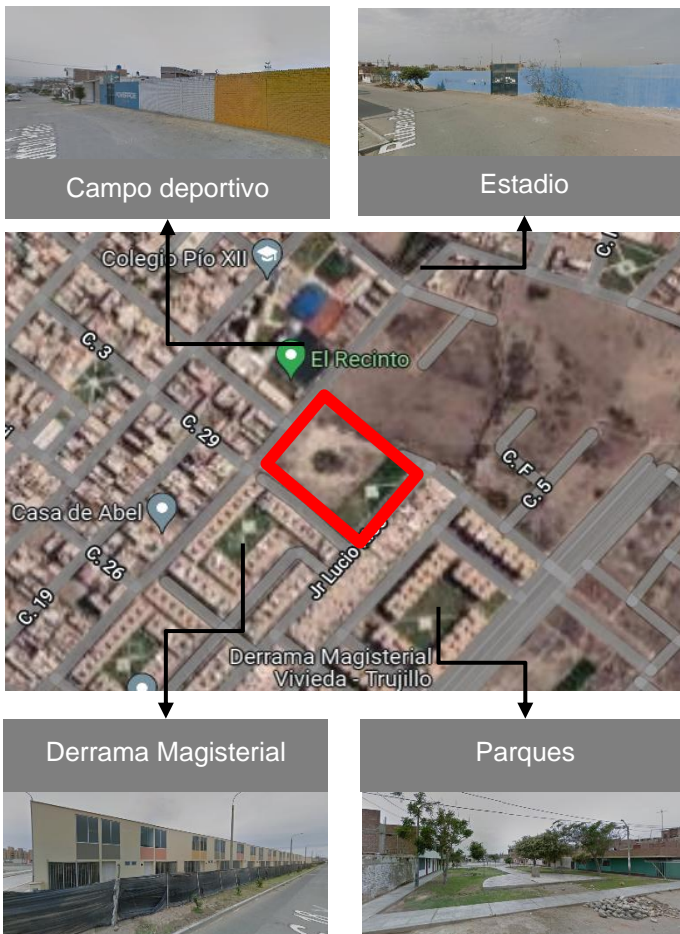 Campo deportivo
Estadio
Colegio Pío XII
El Recinto
C. 3
C. 29
C. F
C. 5
Casa de Abel
C. 26
C. 19
Jr Lucio
Derrama Magisterial
Vivieda - Trujillo
Derrama Magisterial
Parques